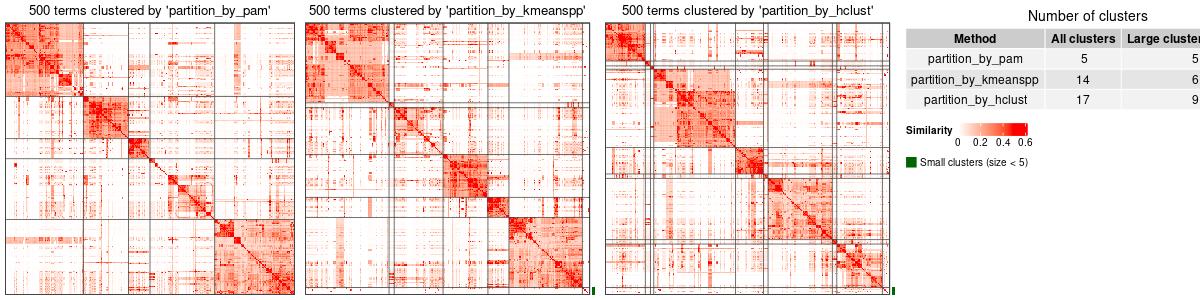 500 terms clustered by 'partition_by_pam'
500 terms clustered by 'partition_by_kmeanspp'
500 terms clustered by 'partition_by_hclust'
Number of clusters
Method All clusters Large cluster
partition_by_pam 5 5
partition_by_kmeanspp 14 6
partition_by_hclust 17 9
Similarity
0 0.2 0.4 0.6
Small clusters (size < 5)